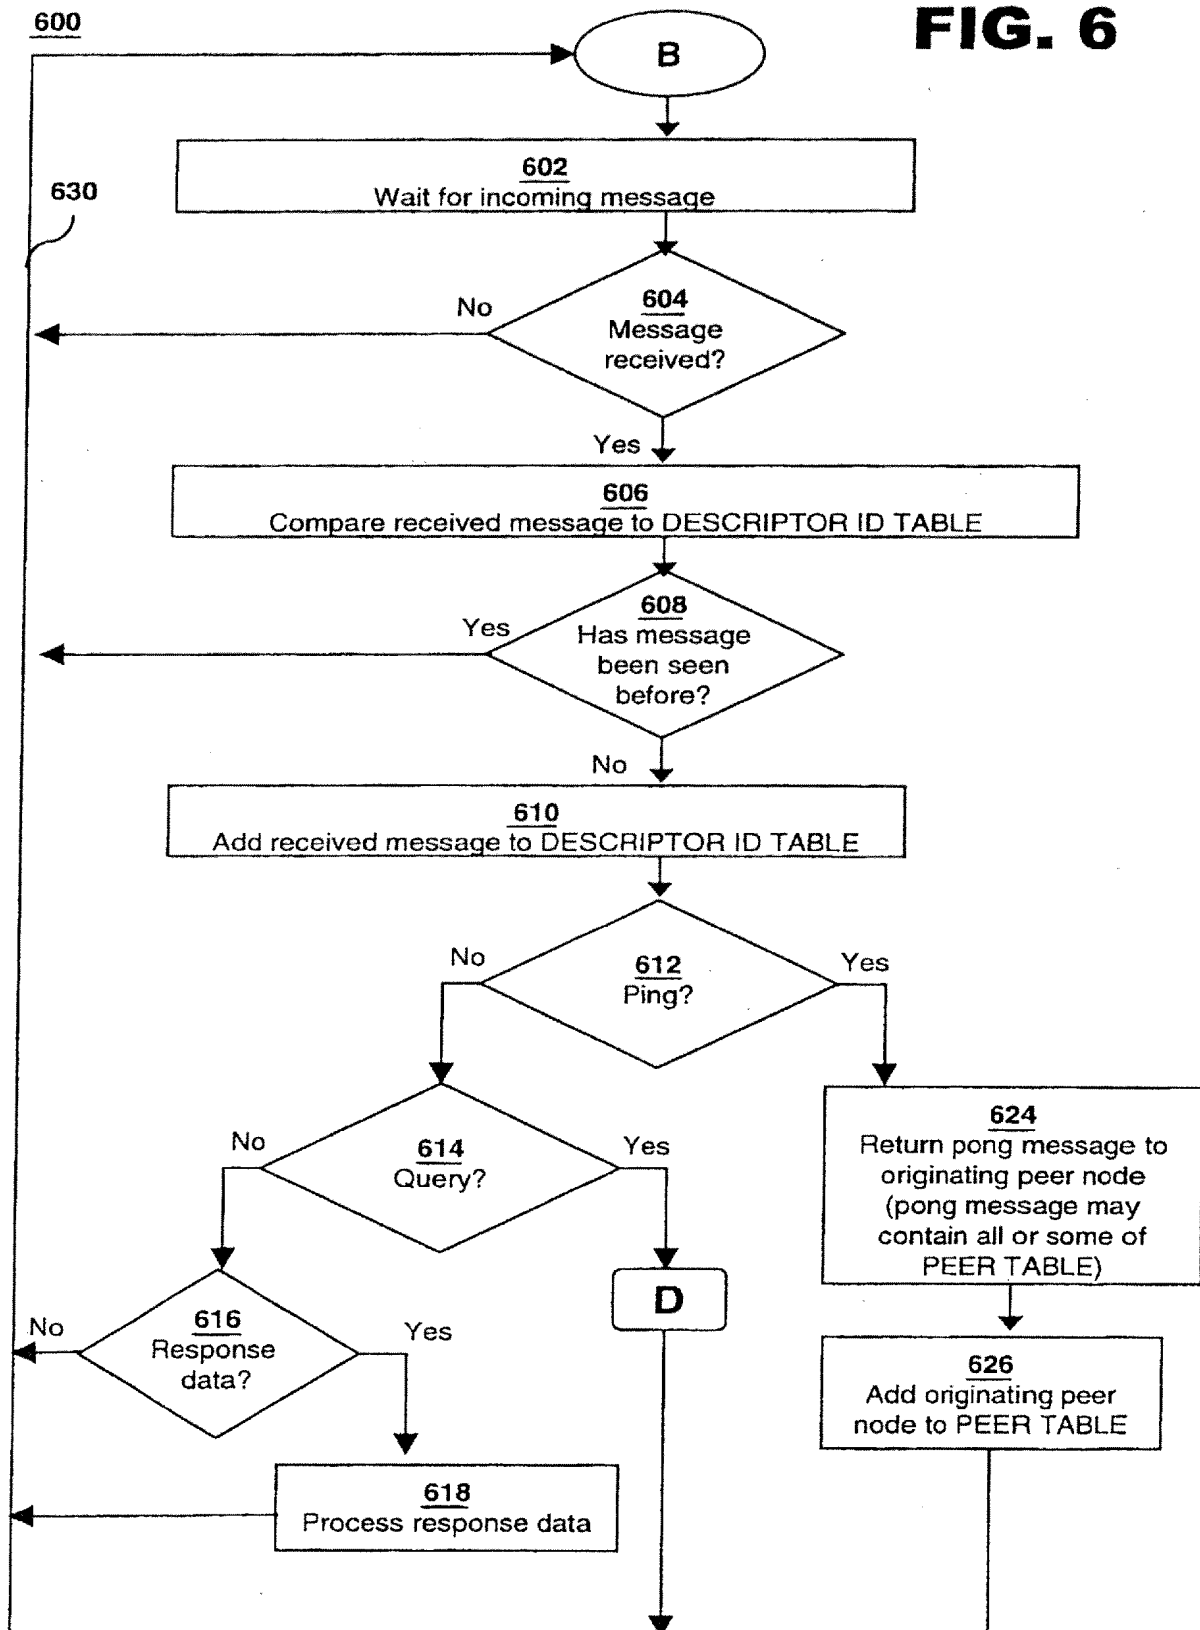 600
FIG. 6
B
602
Wait for incoming message
630
No
604
Message
received?
Yes
606
Compare received message to DESCRIPTOR ID TABLE
Yes
608
Has message
been seen
before?
No
610
Add received message to DESCRIPTOR ID TABLE
No
612
Ping?
Yes
No
614
Query?
Yes
624
Return pong message to
originating peer node
(pong message may
contain all or some of
PEER TABLE)
D
No
616
Response
data?
Yes
626
Add originating peer
node to PEER TABLE
618
Process response data